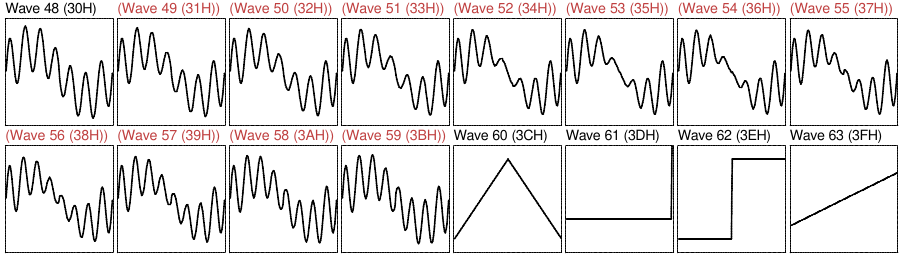 Wave 48 (30H) (Wave 49 (31H)) (Wave 50 (32H)) (Wave 51 (33H)) (Wave 52 (34H)) (Wave 53 (35H)) (Wave 54 (36H)) (Wave 55 (37H))
(Wave 56 (38H)) (Wave 57 (39H)) (Wave 58 (3AH)) (Wave 59 (3BH)) Wave 60 (3CH) Wave 61 (3DH) Wave 62 (3EH) Wave 63 (3FH)